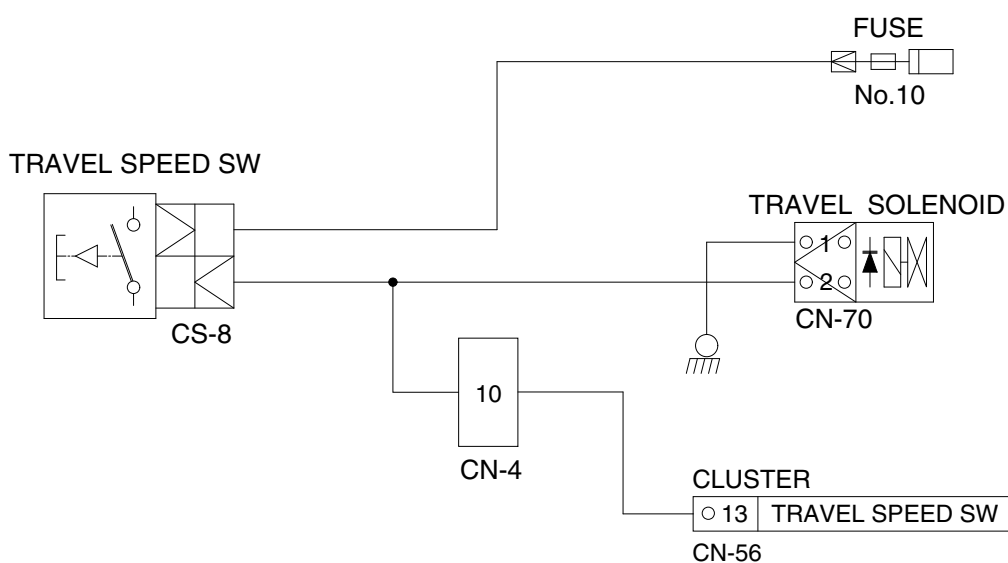 FUSE
No.10
TRAVEL SPEED SW
TRAVEL SOLENOID
1
2
CS-8
CN-70
10
CN-4
CLUSTER
13 TRAVEL SPEED SW
CN-56